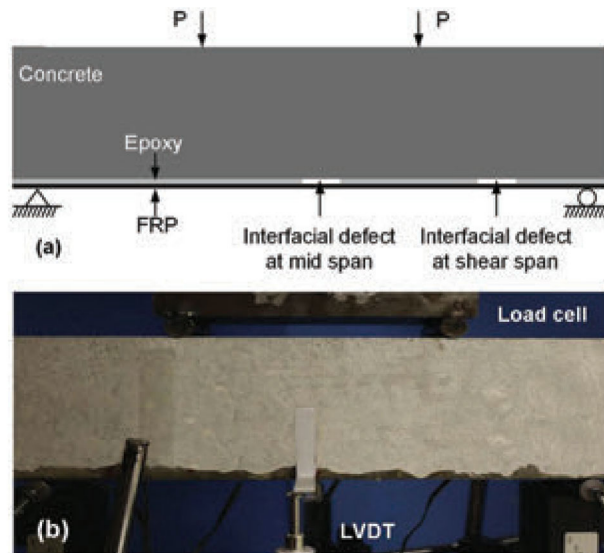 P P
Concrete
Epoxy
FRP
Interfacial defect Interfacial defect
at mid span at shear span
(a)
Load cell
LVDT
(b)